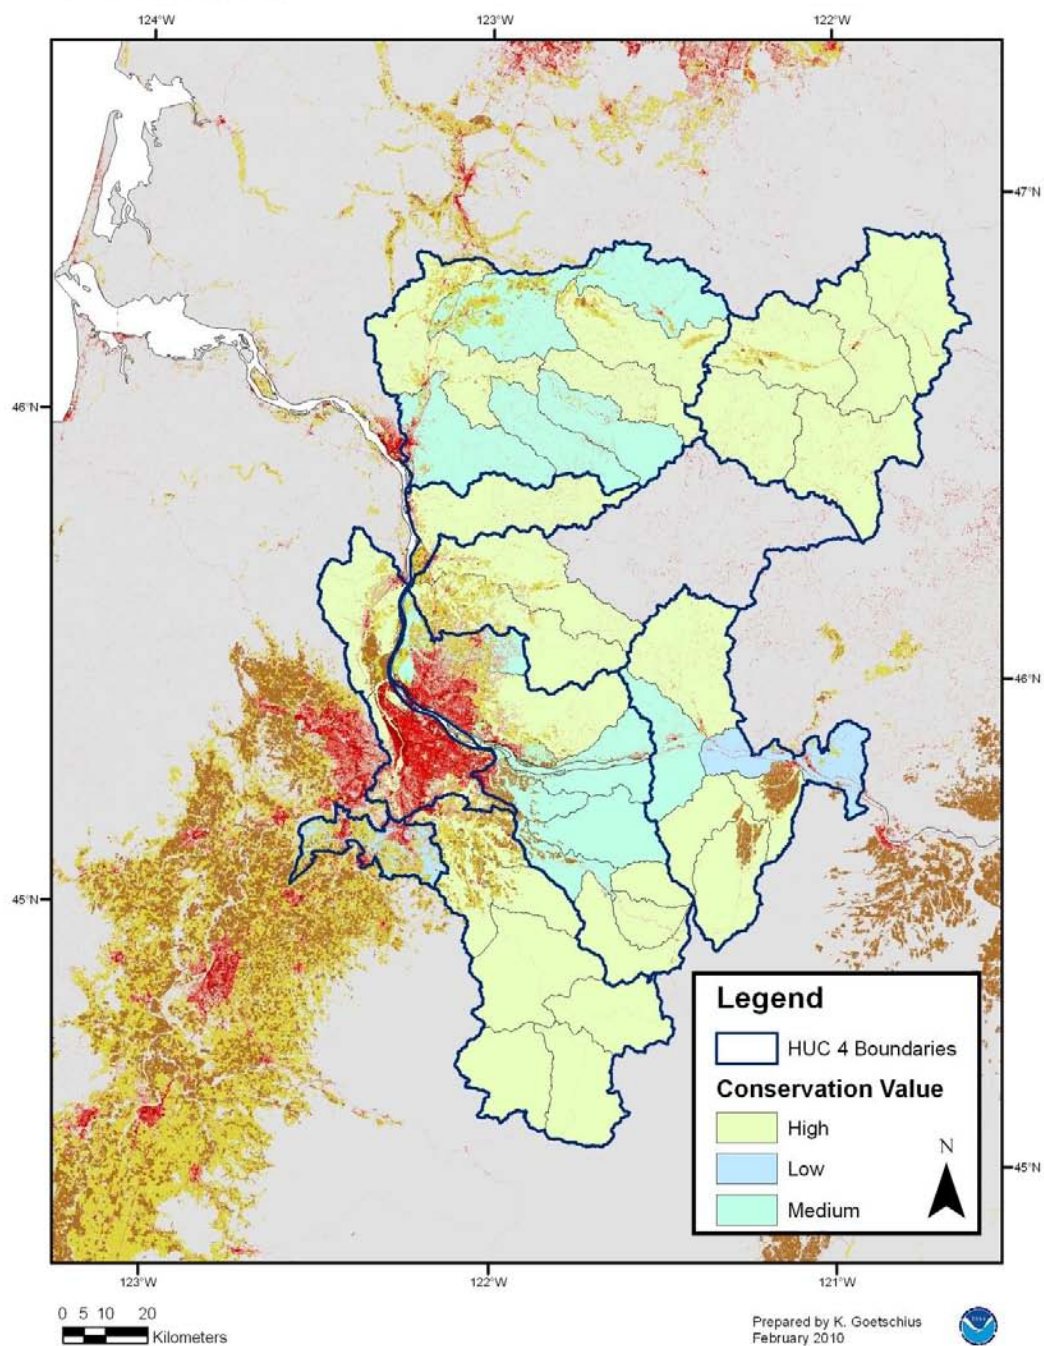 124°W 123°W 122°W
47°N
46°N
46°N
45°N
45°N
Legend
HUC 4 Boundaries
Conservation Value
High
Low
Medium
N
123°W 122°W 121°W
0 5 10 20
Kilometers
Prepared by K. Goetschius
February 2010